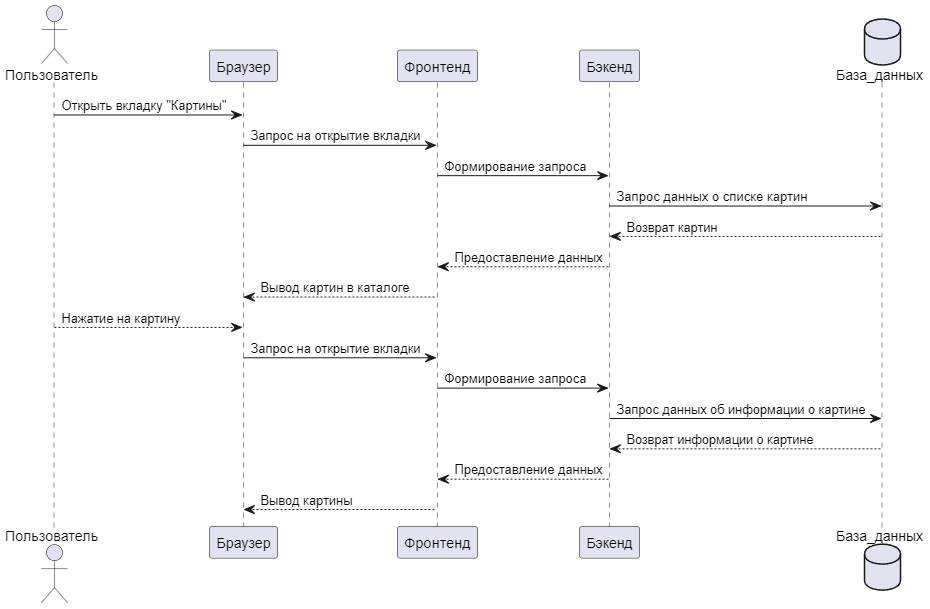 Пользователь
Браузер
Фронтенд
Бэкенд
База_данных
Открыть вкладку "Картины"
Запрос на открытие вкладки
Формирование запроса
Запрос данных о списке картин
Возврат картин
Предоставление данных
Вывод картин в каталоге
Нажатие на картину
Запрос на открытие вкладки
Формирование запроса
Запрос данных об информации о картине
Возврат информации о картине
Предоставление данных
Вывод картины
Пользователь
Браузер
Фронтенд
Бэкенд
База_данных